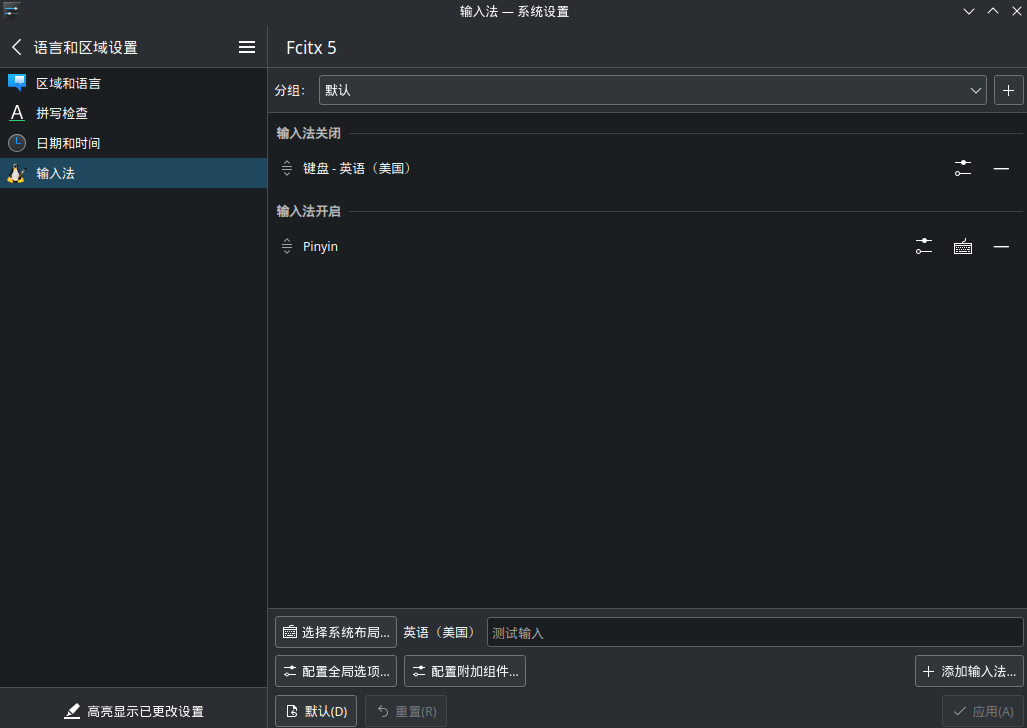 输入法 — 系统设置
语言和区域设置
Fcitx 5
区域和语言
拼写检查
日期和时间
输入法
分组：
默认
输入法关闭
键盘 - 英语（美国）
输入法开启
Pinyin
选择系统布局...
英语（美国）
测试输入
配置全局选项...
配置附加组件...
添加输入法...
高亮显示已更改设置
默认(D)
重置(R)
应用(A)